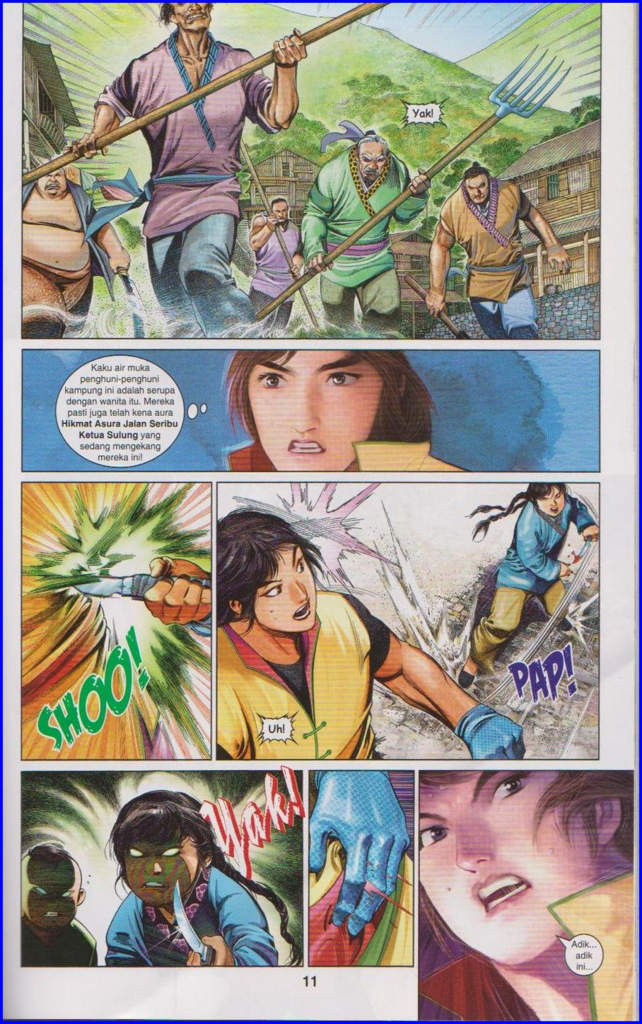 Yak!
Kaku air muka
penghuni-penghuni
kampung ini adalah serupa
dengan wanita itu. Mereka
pasti juga telah kena aura
Hikmat Asura Jalan Seribu
Ketua Sulung yang
sedang mengekang
mereka ini!
SHOO!
Uh!
PAP!
Yak!
Adik...
adik
ini...
11